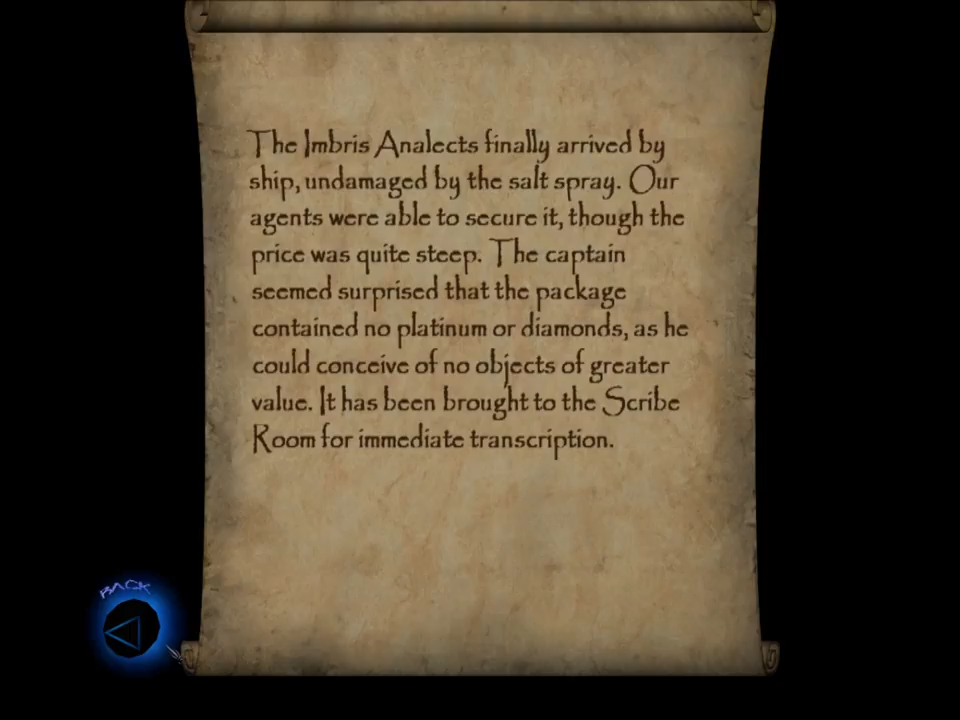 The Imbris Analects finally arrived by
ship, undamaged by the salt spray. Our
agents were able to secure it, though the
price was quite steep. The captain
seemed surprised that the package
contained no platinum or diamonds, as he
could conceive of no objects of greater
value. It has been brought to the Scribe
Room for immediate transcription.
BACK